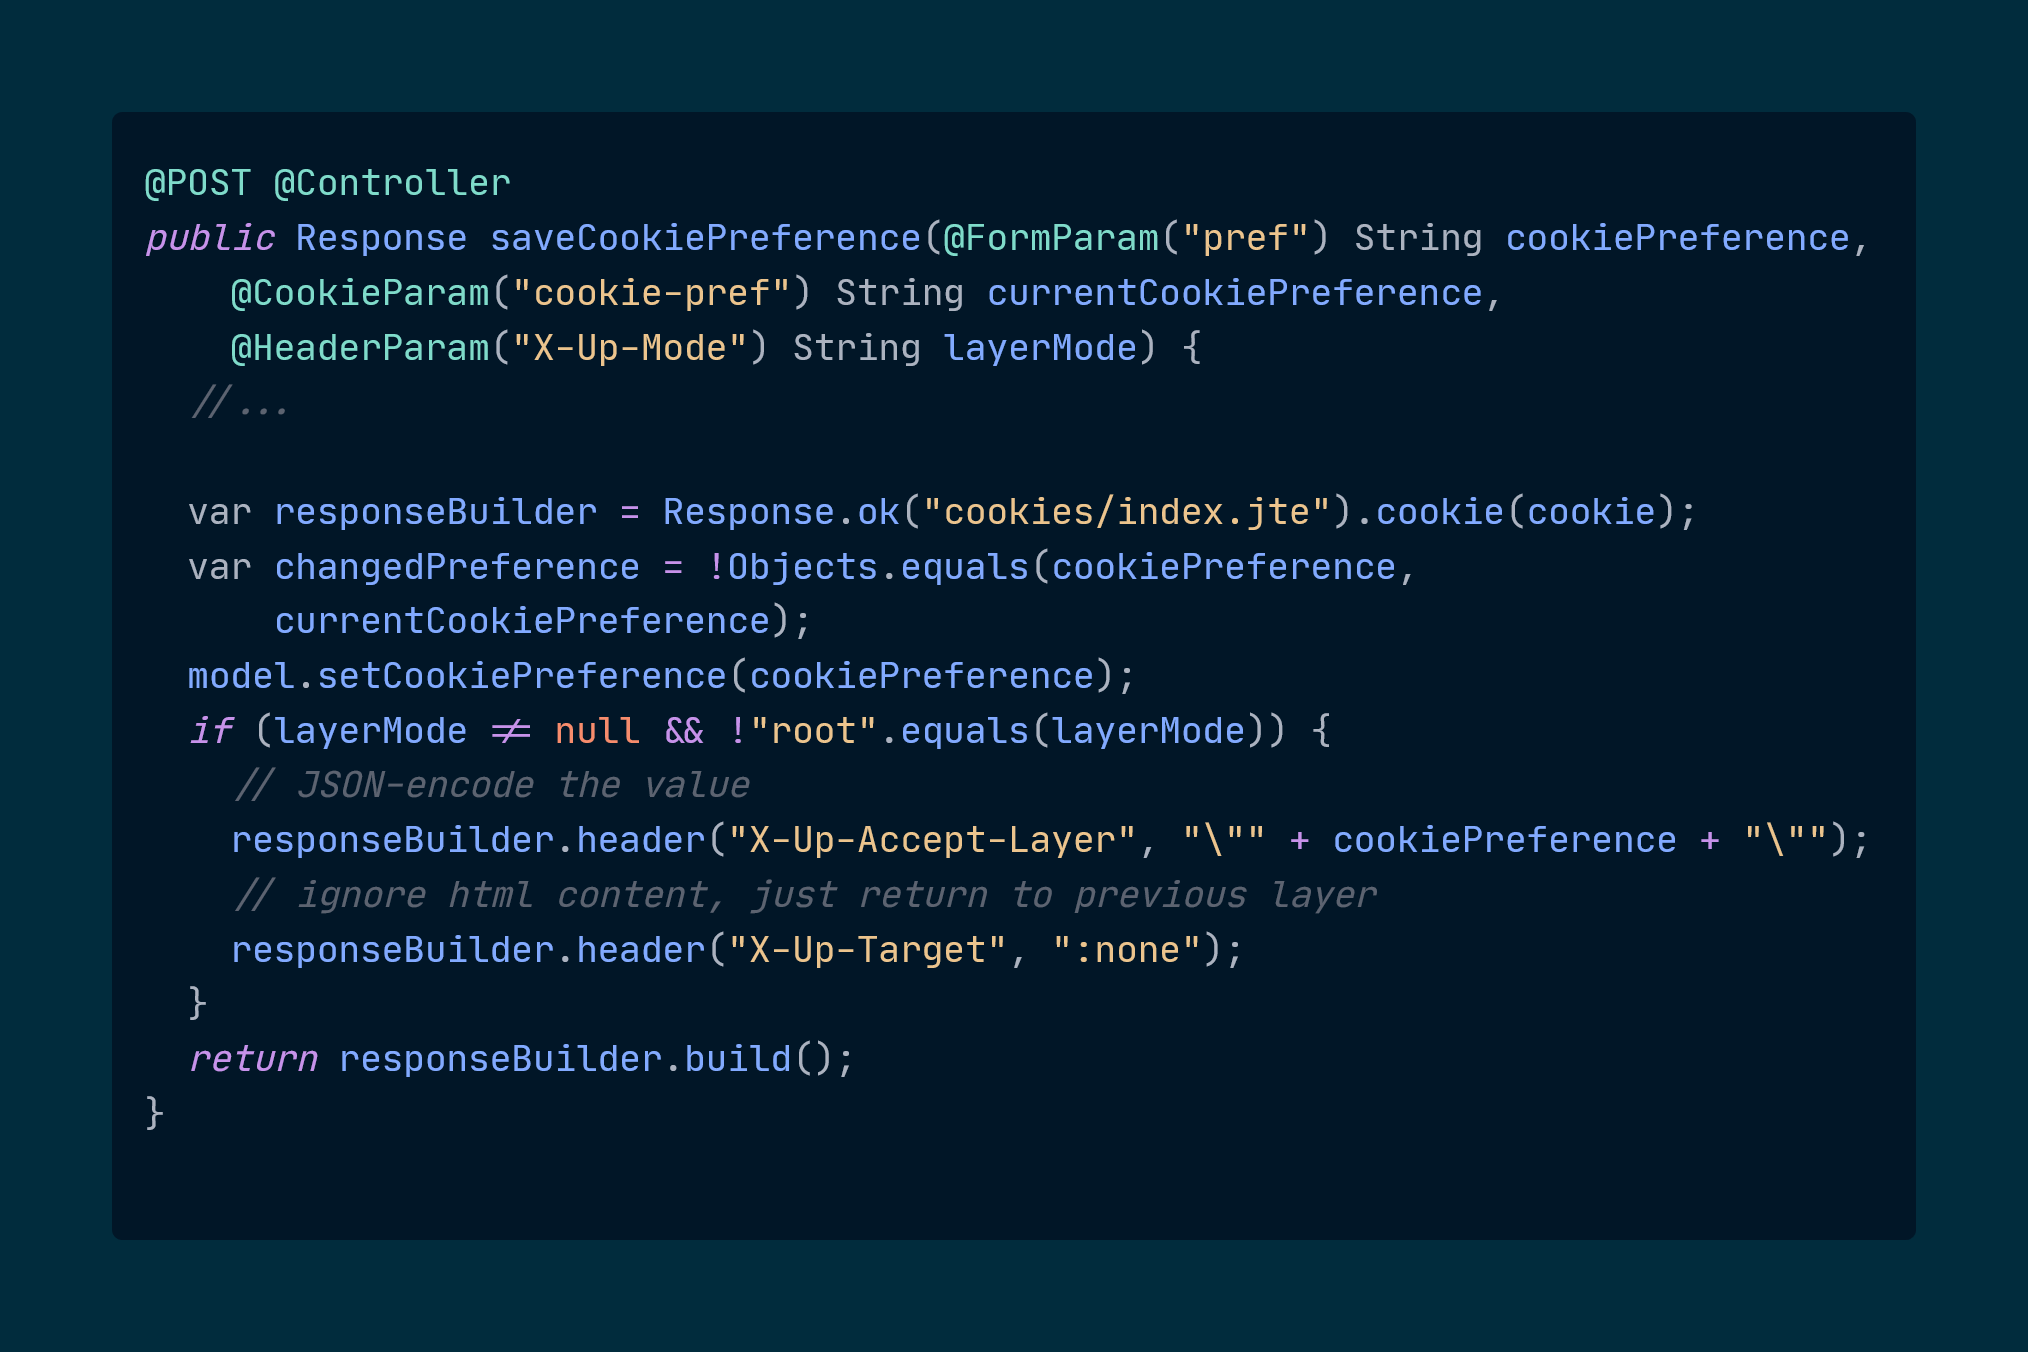 @POST @Controller
public Response saveCookiePreference(@FormParam("pref") String cookiePreference,
    @CookieParam("cookie-pref") String currentCookiePreference,
    @HeaderParam("X-Up-Mode") String layerMode) {
  //...

  var responseBuilder = Response.ok("cookies/index.jte").cookie(cookie);
  var changedPreference = !Objects.equals(cookiePreference,
      currentCookiePreference);
  model.setCookiePreference(cookiePreference);
  if (layerMode != null && !"root".equals(layerMode)) {
    // JSON-encode the value
    responseBuilder.header("X-Up-Accept-Layer", "\"" + cookiePreference + "\"");
    // ignore html content, just return to previous layer
    responseBuilder.header("X-Up-Target", ":none");
  }
  return responseBuilder.build();
}